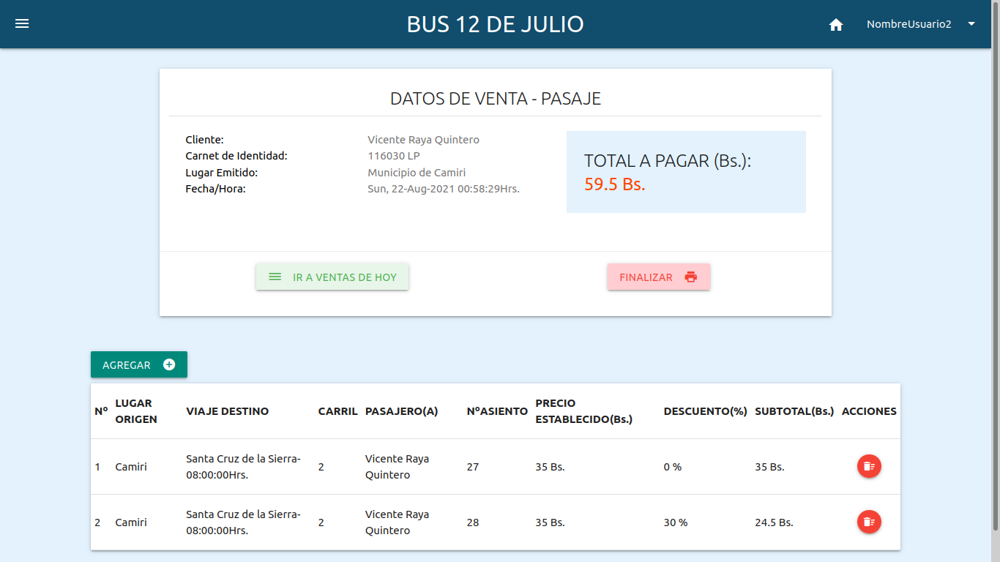 BUS 12 DE JULIO
NombreUsuario2
DATOS DE VENTA - PASAJE
Cliente: Vicente Raya Quintero
Carnet de Identidad: 116030 LP
Lugar Emitido: Municipio de Camiri
Fecha/Hora: Sun, 22-Aug-2021 00:58:29Hrs.
TOTAL A PAGAR (Bs.):
59.5 Bs.
IR A VENTAS DE HOY
FINALIZAR
AGREGAR
Nº LUGAR ORIGEN VIAJE DESTINO CARRIL PASAJERO(A) NºASIENTO PRECIO ESTABLECIDO(Bs.) DESCUENTO(%) SUBTOTAL(Bs.) ACCIONES
1 Camiri Santa Cruz de la Sierra-08:00:00Hrs. 2 Vicente Raya Quintero 27 35 Bs. 0 % 35 Bs.
2 Camiri Santa Cruz de la Sierra-08:00:00Hrs. 2 Vicente Raya Quintero 28 35 Bs. 30 % 24.5 Bs.